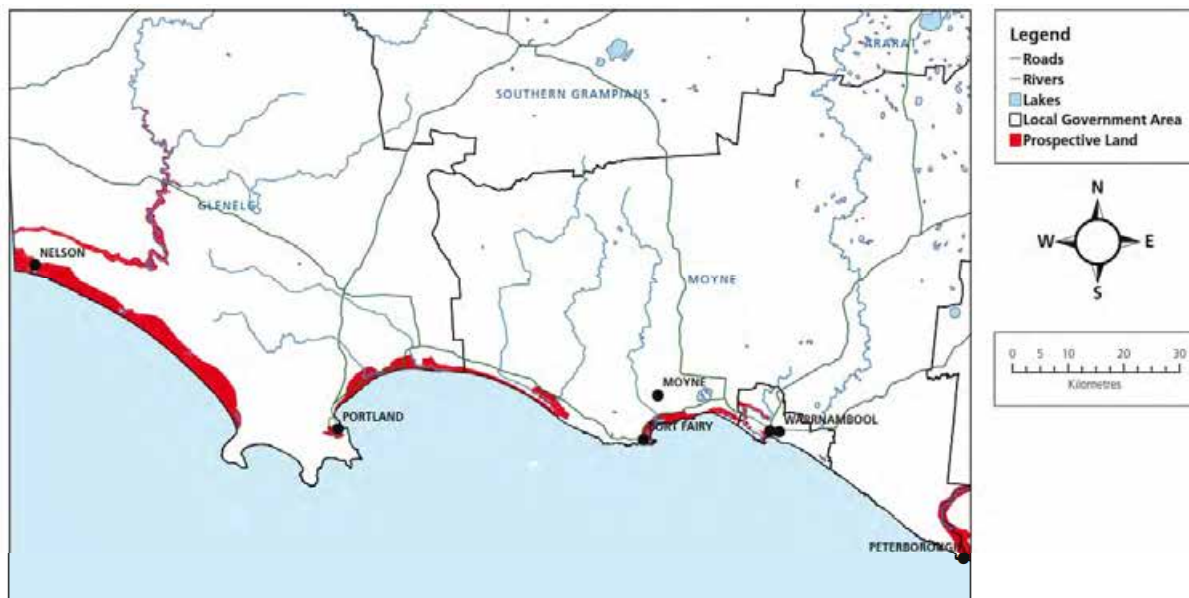 ARARAT
SOUTHERN GRAMPIANS
GLENELG
NELSON
MOYNE
MOYNE
PORTLAND
PORT FAIRY
WARRNAMBOOL
PETERBOROUGH
Legend
Roads
Rivers
Lakes
Local Government Area
Prospective Land
N
W E
S
0 5 10 20 30
Kilometres